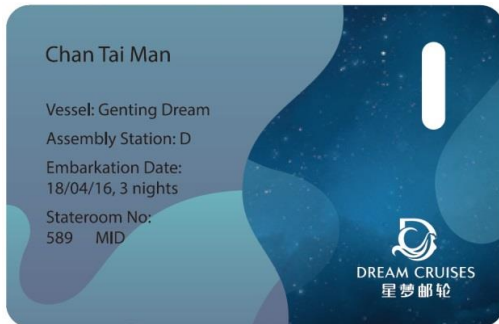 Chan Tai Man
Vessel: Genting Dream
Assembly Station: D
Embarkation Date:
18/04/16, 3 nights
Stateroom No:
589 MID
DREAM CRUISES
星梦邮轮